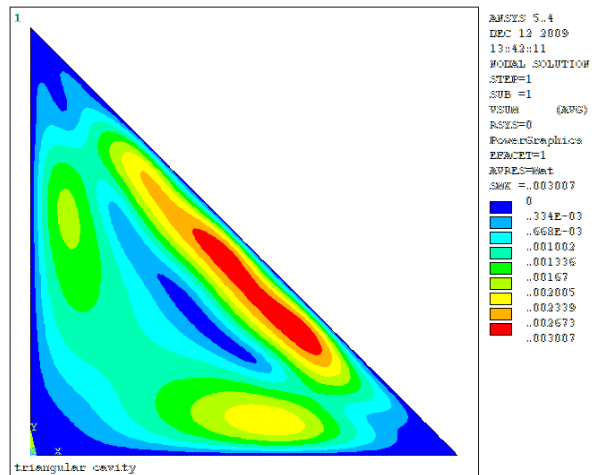 1
ANSYS 5.4
DEC 12 2009
13:42:11
NODAL SOLUTION
STEP=1
SUB =1
VSUM (AVG)
RSYS=0
PowerGraphics
EFACET=1
AVRES=Mat
SMX =.003007
0
.334E-03
.668E-03
.001002
.001336
.00167
.002005
.002339
.002673
.003007
Y
X
triangular cavity